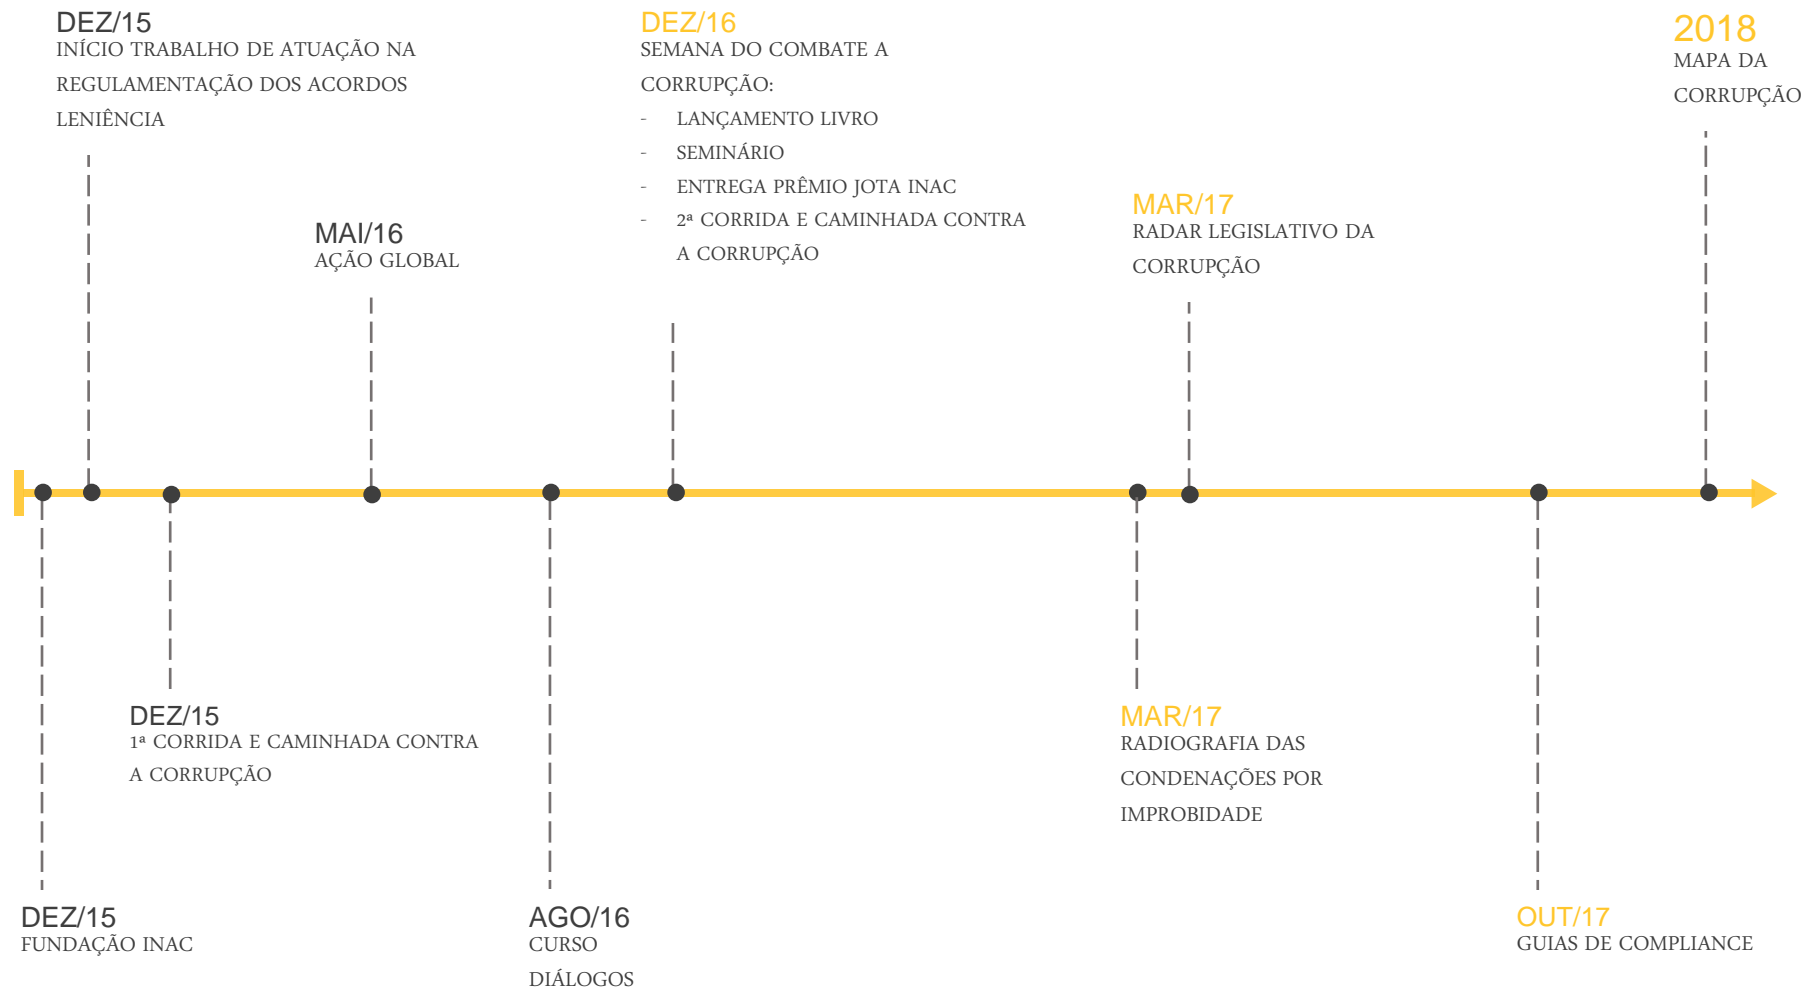 DEZ/15
INÍCIO TRABALHO DE ATUAÇÃO NA
REGULAMENTAÇÃO DOS ACORDOS
LENIÊNCIA
MAI/16
AÇÃO GLOBAL
DEZ/16
SEMANA DO COMBATE A
CORRUPÇÃO:
- LANÇAMENTO LIVRO
- SEMINÁRIO
- ENTREGA PRÊMIO JOTA INAC
- 2ª CORRIDA E CAMINHADA CONTRA
A CORRUPÇÃO
MAR/17
RADAR LEGISLATIVO DA
CORRUPÇÃO
2018
MAPA DA
CORRUPÇÃO
DEZ/15
FUNDAÇÃO INAC
DEZ/15
1ª CORRIDA E CAMINHADA CONTRA
A CORRUPÇÃO
AGO/16
CURSO
DIÁLOGOS
MAR/17
RADIOGRAFIA DAS
CONDENAÇÕES POR
IMPROBIDADE
OUT/17
GUIAS DE COMPLIANCE